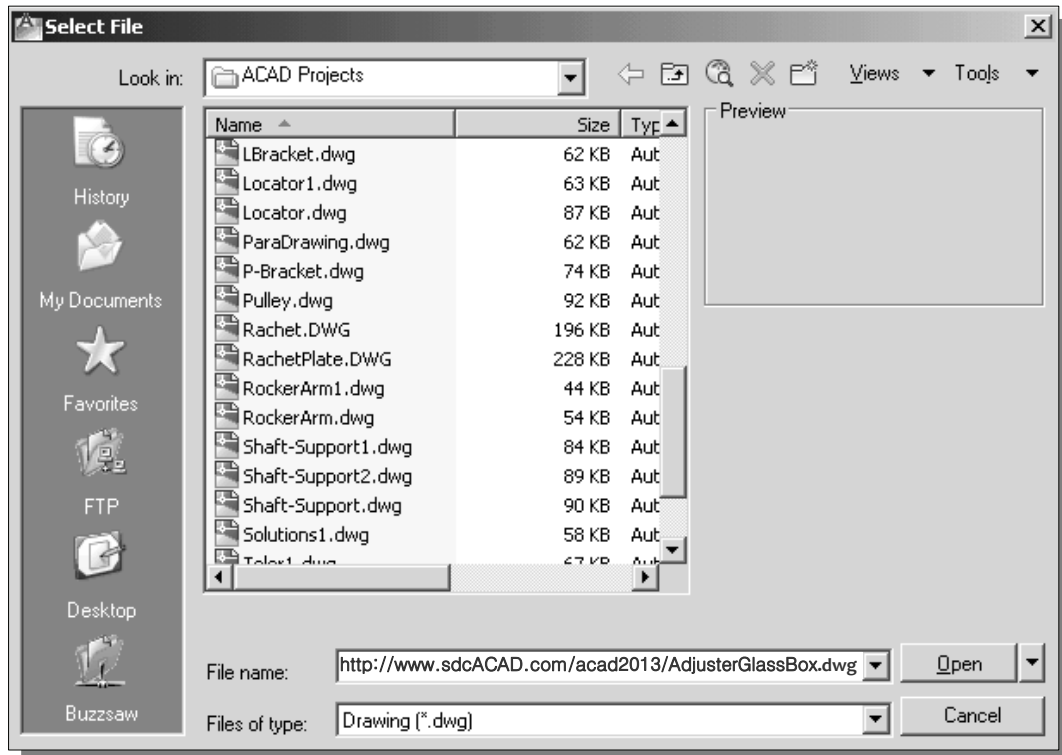 Select File
Look in: ACAD Projects Views Tools
Name Size Typ
LBracket.dwg 62 KB Aut
Locator1.dwg 63 KB Aut
Locator.dwg 87 KB Aut
ParaDrawing.dwg 62 KB Aut
P-Bracket.dwg 74 KB Aut
Pulley.dwg 92 KB Aut
Rachet.DWG 196 KB Aut
RachetPlate.DWG 228 KB Aut
RockerArm1.dwg 44 KB Aut
RockerArm.dwg 54 KB Aut
Shaft-Support1.dwg 84 KB Aut
Shaft-Support2.dwg 89 KB Aut
Shaft-Support.dwg 90 KB Aut
Solutions1.dwg 58 KB Aut
67 KB Aut
Preview
History
My Documents
Favorites
FTP
Desktop
Buzzsaw
File name: http://www.sdcACAD.com/acad2013/AdjusterGlassBox.dwg Open
Files of type: Drawing (*.dwg) Cancel